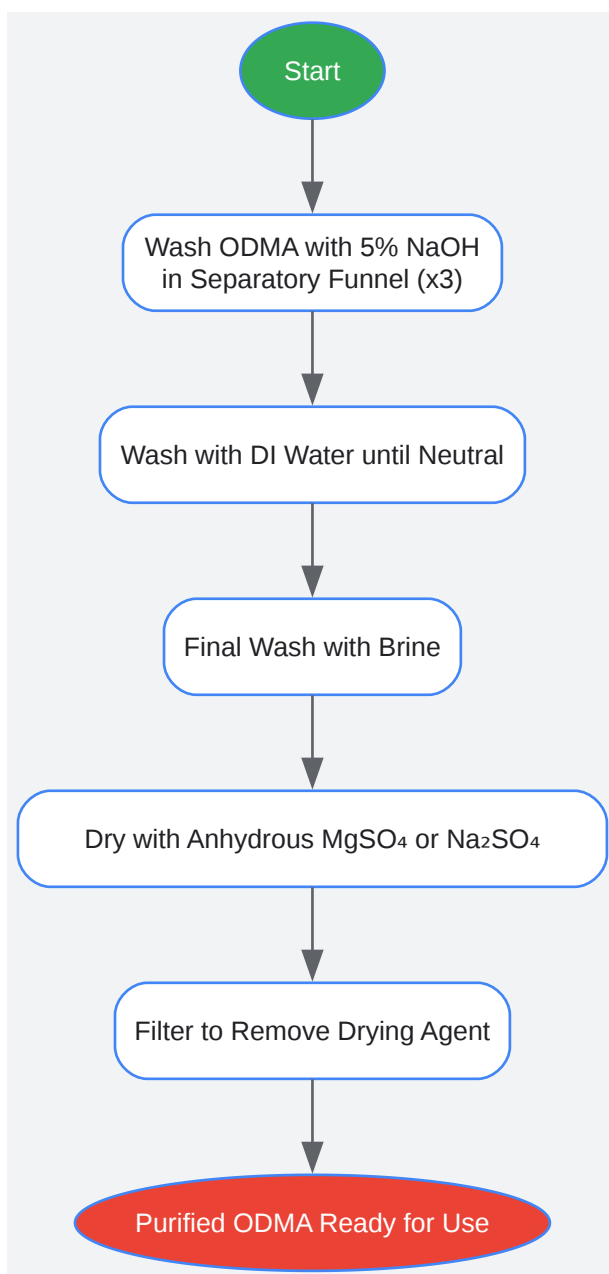 Start
Wash ODMA with 5% NaOH
in Separatory Funnel (x3)
Wash with DI Water until Neutral
Final Wash with Brine
Dry with Anhydrous MgSO₄ or Na₂SO₄
Filter to Remove Drying Agent
Purified ODMA Ready for Use